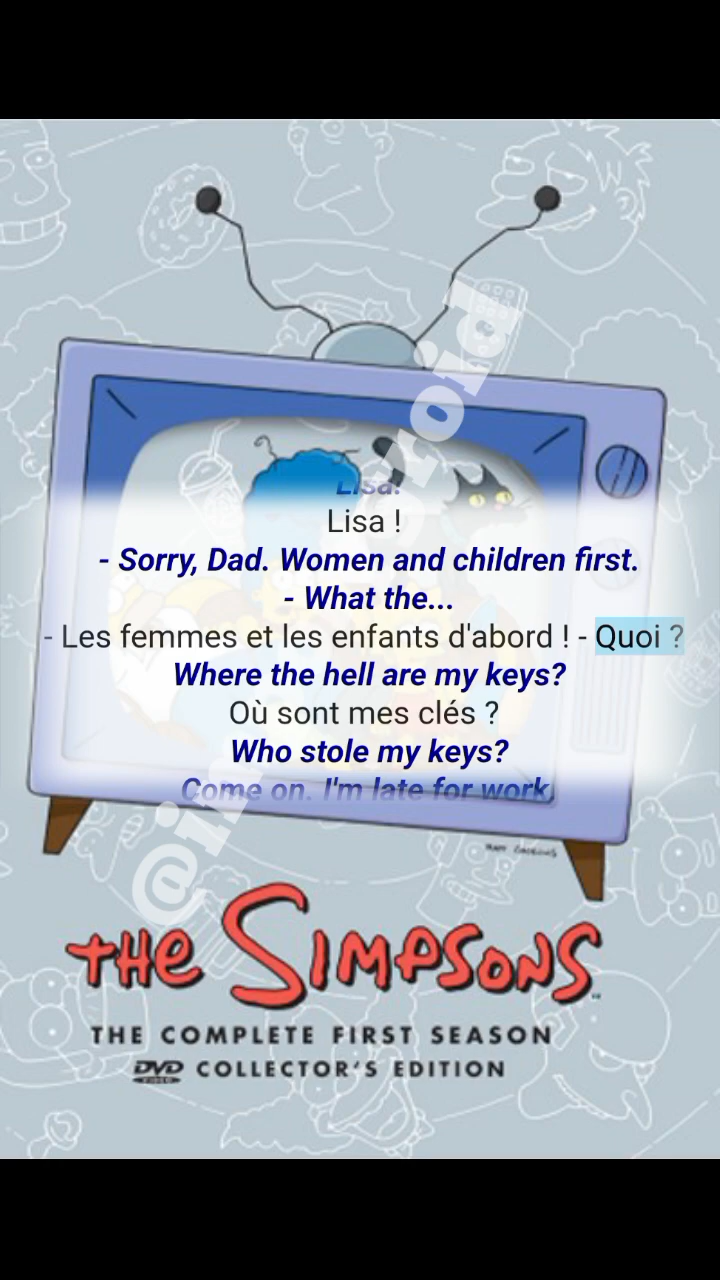 Lisa.
Lisa !
- Sorry, Dad. Women and children first.
- What the...
- Les femmes et les enfants d'abord ! - Quoi ?
Where the hell are my keys?
Où sont mes clés ?
Who stole my keys?
Come on. I'm late for work
THE SIMPSONS
THE COMPLETE FIRST SEASON
DVD VIDEO COLLECTOR'S EDITION